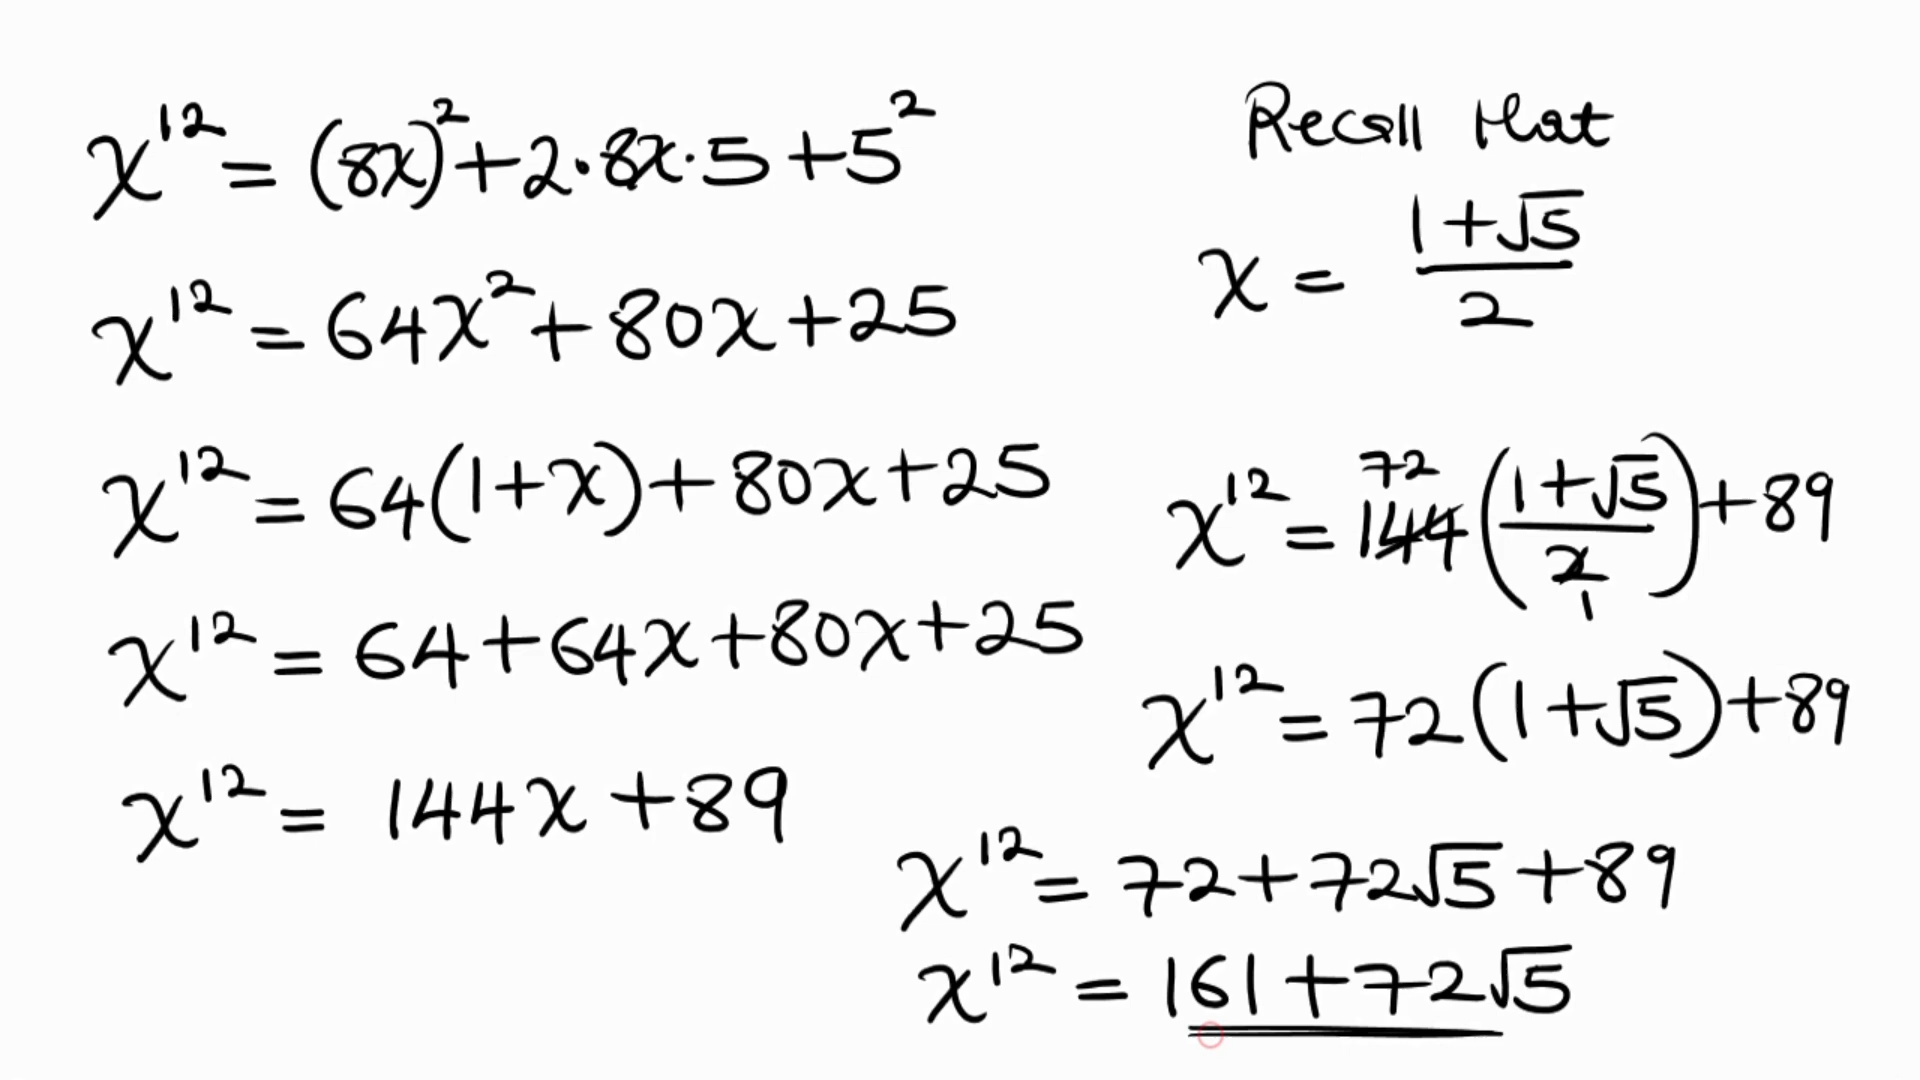 x¹² = (8x)² + 2·8x·5 + 5²
x¹² = 64x² + 80x + 25
x¹² = 64(1+x) + 80x + 25
x¹² = 64 + 64x + 80x + 25
x¹² = 144x + 89
Recall that
x = (1+√5)/2
72
x¹² = 144((1+√5)/2) + 89
1
x¹² = 72(1+√5) + 89
x¹² = 72 + 72√5 + 89
x¹² = 161 + 72√5